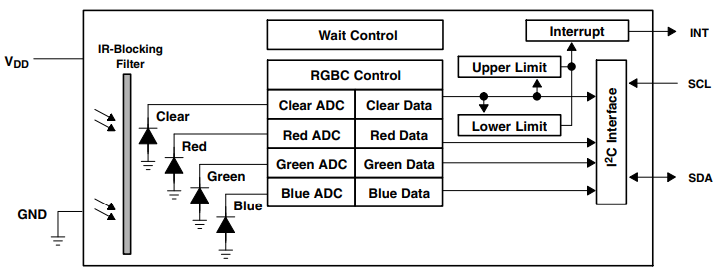 Wait Control
Interrupt
INT
IR-Blocking
Filter
VDD
RGBC Control
Upper Limit
SCL
Clear
Clear ADC
Clear Data
Lower Limit
Red
Red ADC
Red Data
I2C Interface
Green
Green ADC
Green Data
SDA
Blue
Blue ADC
Blue Data
GND